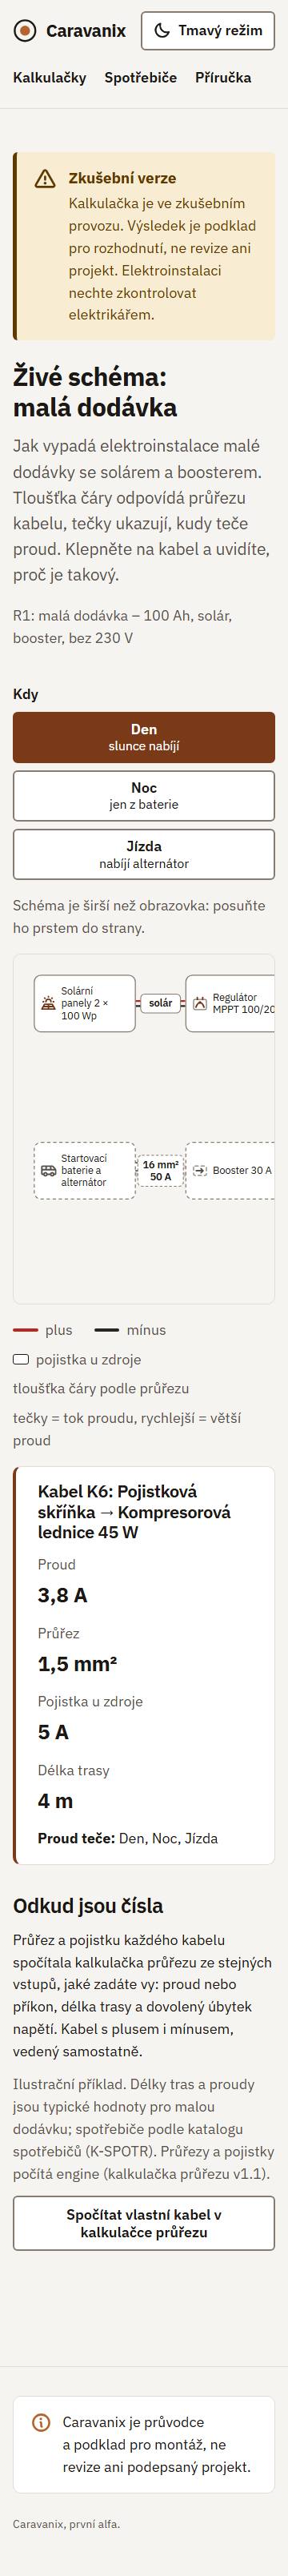 Caravanix
Tmavý režim
Kalkulačky Spotřebiče Příručka
Zkušební verze
Kalkulačka je ve zkušebním
provozu. Výsledek je podklad
pro rozhodnutí, ne revize ani
projekt. Elektroinstalaci
nechte zkontrolovat
elektrikářem.
Živé schéma:
malá dodávka
Jak vypadá elektroinstalace malé
dodávky se solárem a boosterem.
Tloušťka čáry odpovídá průřezu
kabelu, tečky ukazují, kudy teče
proud. Klepněte na kabel a uvidíte,
proč je takový.
R1: malá dodávka – 100 Ah, solár,
booster, bez 230 V
Kdy
Den
slunce nabíjí
Noc
jen z baterie
Jízda
nabíjí alternátor
Schéma je širší než obrazovka: posuňte
ho prstem do strany.
Solární
panely 2 ×
100 Wp
solár
Regulátor
MPPT 100/20
Startovací
baterie a
alternátor
16 mm²
50 A
Booster 30 A
plus mínus
pojistka u zdroje
tloušťka čáry podle průřezu
tečky = tok proudu, rychlejší = větší
proud
Kabel K6: Pojistková
skříňka → Kompresorová
lednice 45 W
Proud
3,8 A
Průřez
1,5 mm²
Pojistka u zdroje
5 A
Délka trasy
4 m
Proud teče: Den, Noc, Jízda
Odkud jsou čísla
Průřez a pojistku každého kabelu
spočítala kalkulačka průřezu ze stejných
vstupů, jaké zadáte vy: proud nebo
příkon, délka trasy a dovolený úbytek
napětí. Kabel s plusem i mínusem,
vedený samostatně.
Ilustrační příklad. Délky tras a proudy
jsou typické hodnoty pro malou
dodávku; spotřebiče podle katalogu
spotřebičů (K-SPOTR). Průřezy a pojistky
počítá engine (kalkulačka průřezu v1.1).
Spočítat vlastní kabel v
kalkulačce průřezu
Caravanix je průvodce
a podklad pro montáž, ne
revize ani podepsaný projekt.
Caravanix, první alfa.